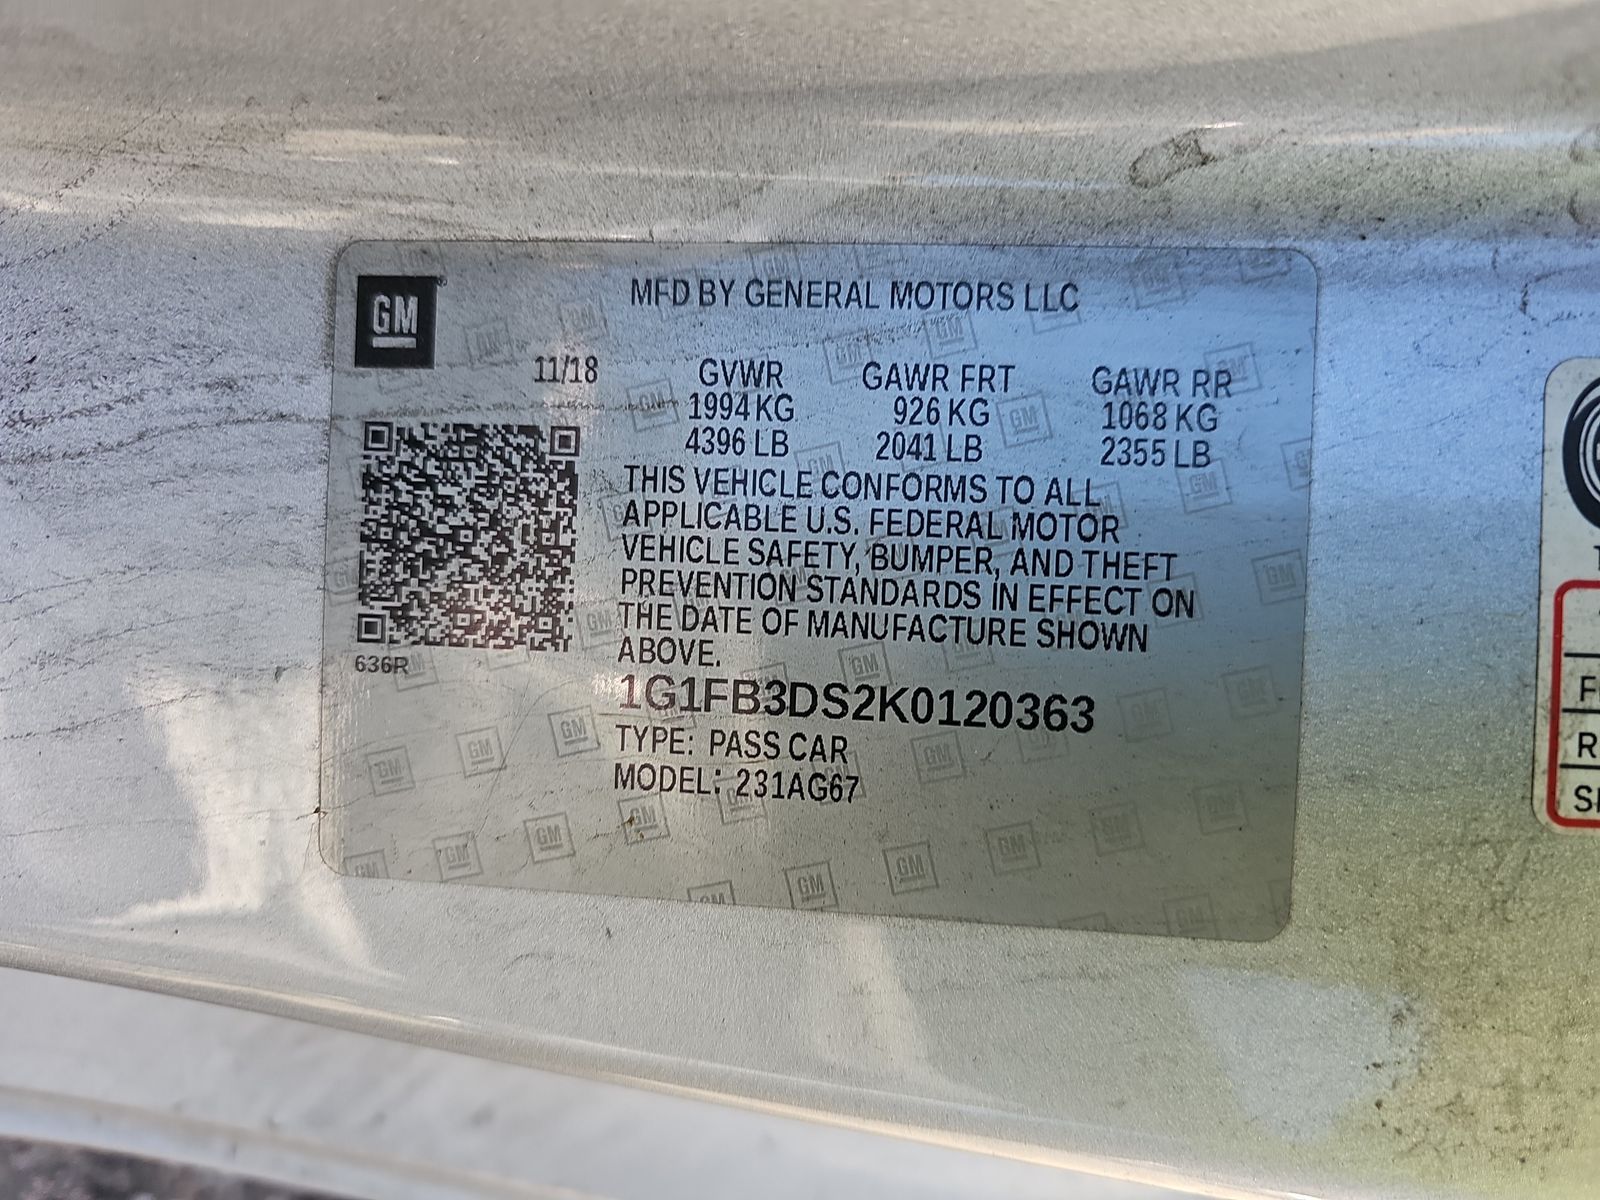 GM
MFD BY GENERAL MOTORS LLC
11/18 GVWR GAWR FRT GAWR RR
1994 KG 926 KG 1068 KG
4396 LB 2041 LB 2355 LB
THIS VEHICLE CONFORMS TO ALL
APPLICABLE U.S. FEDERAL MOTOR
VEHICLE SAFETY, BUMPER, AND THEFT
PREVENTION STANDARDS IN EFFECT ON
THE DATE OF MANUFACTURE SHOWN
ABOVE.
636R
1G1FB3DS2K0120363
TYPE: PASS CAR
MODEL: 231AG67